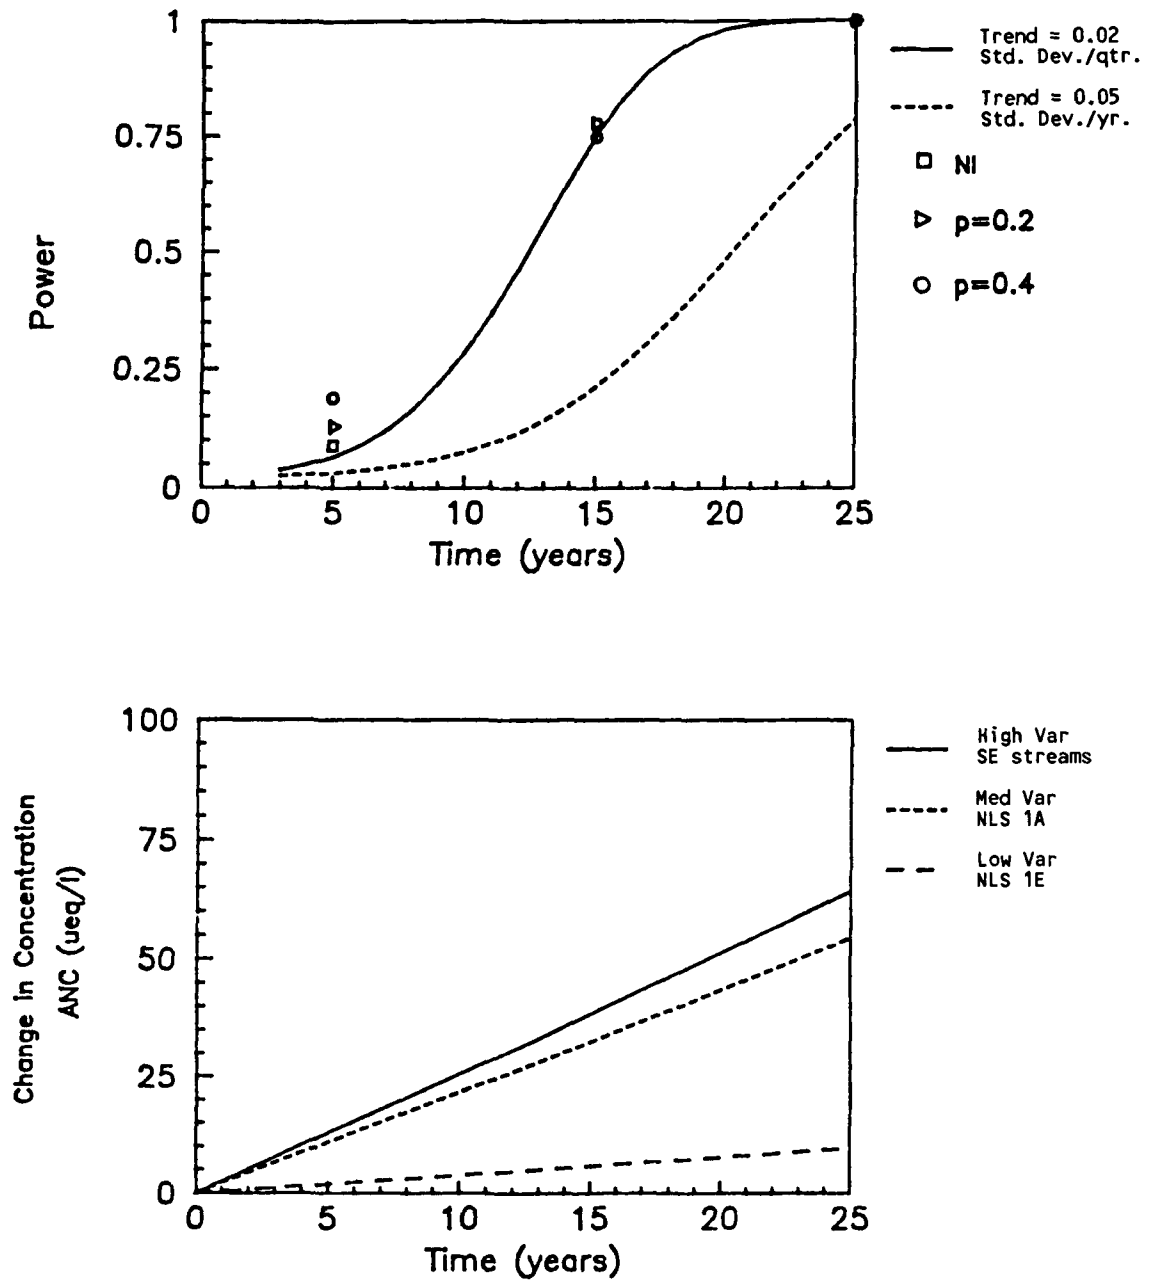 1
0.75
0.5
0.25
0
Power
0
5
10
15
20
25
Time (years)
Trend = 0.02
Std. Dev./qtr.
Trend = 0.05
Std. Dev./yr.
NI
p=0.2
p=0.4
100
75
50
25
0
Change in Concentration
ANC (ueq/l)
0
5
10
15
20
25
Time (years)
High Var
SE streams
Med Var
NLS 1A
Low Var
NLS 1E